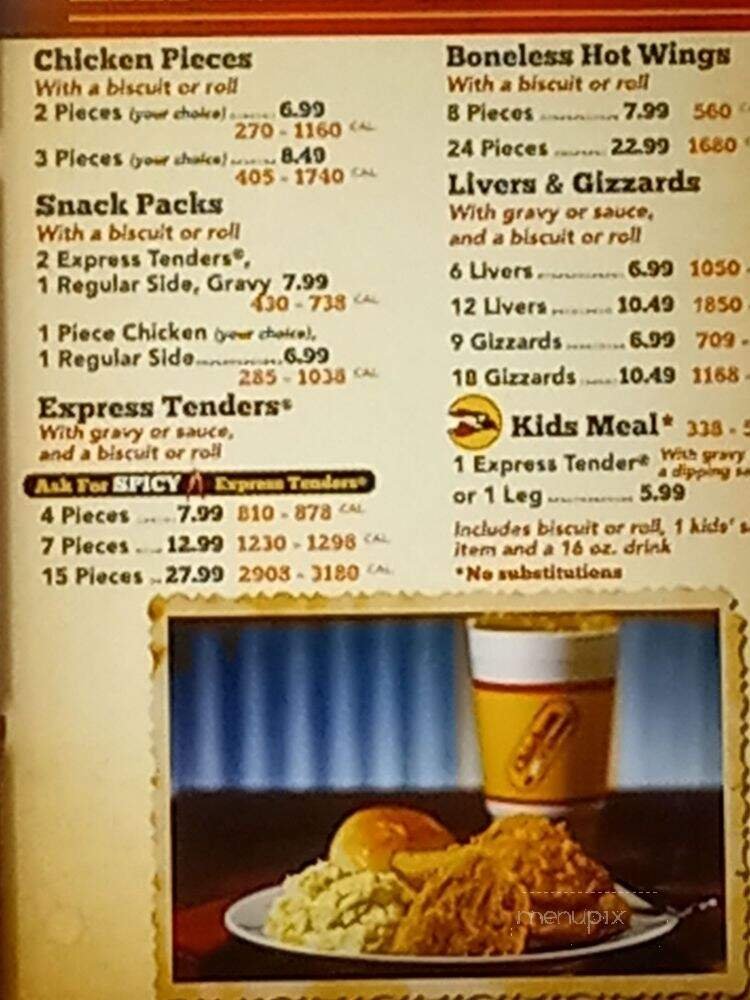 Chicken Pieces
With a biscuit or roll
2 Pieces (your choice) ........ 6.99
270 - 1160 CAL
3 Pieces (your choice) ........ 8.49
405 - 1740 CAL
Snack Packs
With a biscuit or roll
2 Express Tenders®,
1 Regular Side, Gravy 7.99
430 - 738 CAL
1 Piece Chicken (your choice),
1 Regular Side............ 6.99
285 - 1038 CAL
Express Tenders®
With gravy or sauce,
and a biscuit or roll
Ask For SPICY Express Tenders®
4 Pieces ..... 7.99 810 - 878 CAL
7 Pieces .... 12.99 1230 - 1298 CAL
15 Pieces .. 27.99 2908 - 3180 CAL
Boneless Hot Wings
With a biscuit or roll
8 Pieces ............ 7.99 560
24 Pieces ........ 22.99 1680
Livers & Gizzards
With gravy or sauce,
and a biscuit or roll
6 Livers ............. 6.99 1050 -
12 Livers .......... 10.49 1850
9 Gizzards ......... 6.99 709 -
18 Gizzards ..... 10.49 1168 -
Kids Meal* 338 -
1 Express Tender® With gravy
a dipping
or 1 Leg ............. 5.99
Includes biscuit or roll, 1 kids'
item and a 16 oz. drink
*No substitutions
menupix